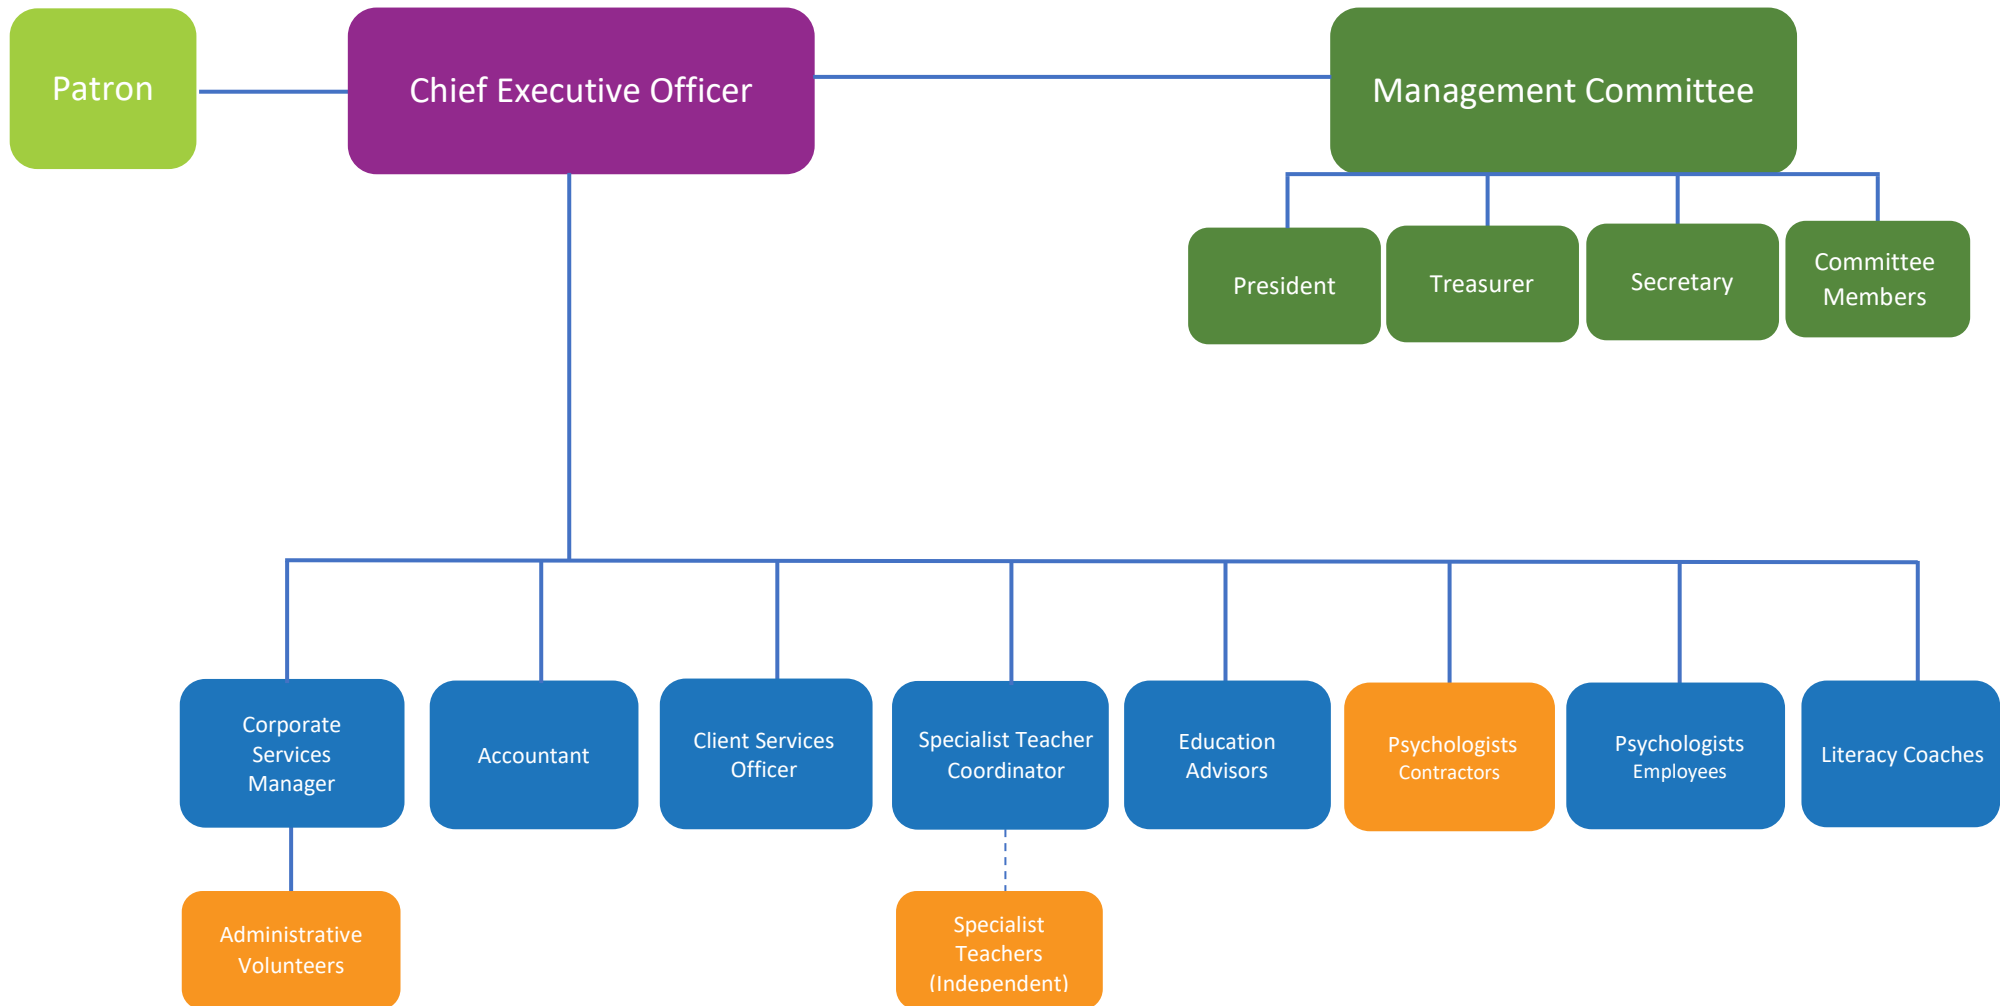 Patron
Chief Executive Officer
Management Committee
President
Treasurer
Secretary
Committee
Members
Corporate
Services
Manager
Accountant
Client Services
Officer
Specialist Teacher
Coordinator
Education
Advisors
Psychologists
Contractors
Psychologists
Employees
Literacy Coaches
Administrative
Volunteers
Specialist
Teachers
(Independent)